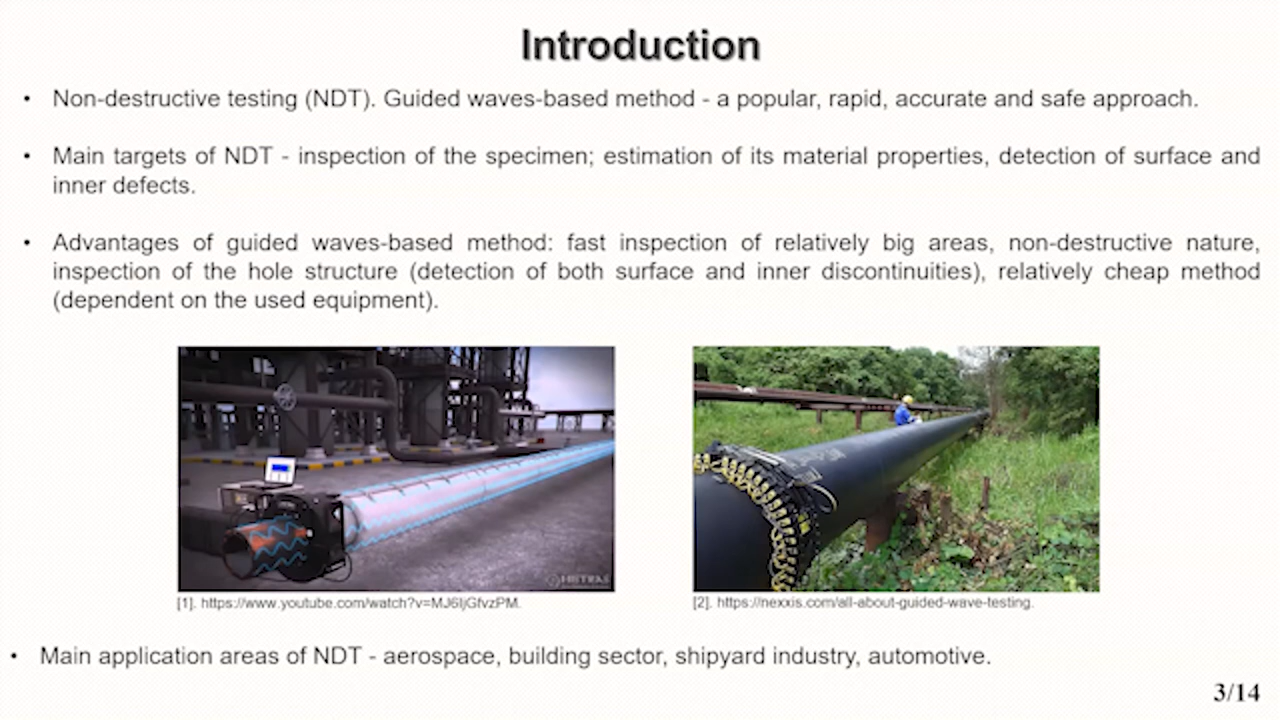 Introduction
• Non-destructive testing (NDT). Guided waves-based method - a popular, rapid, accurate and safe approach.
• Main targets of NDT - inspection of the specimen; estimation of its material properties, detection of surface and
inner defects.
• Advantages of guided waves-based method: fast inspection of relatively big areas, non-destructive nature,
inspection of the hole structure (detection of both surface and inner discontinuities), relatively cheap method
(dependent on the used equipment).
MISTRAS
[1]. https://www.youtube.com/watch?v=MJ6IjGfvzPM.
[2]. https://nexxis.com/all-about-guided-wave-testing.
• Main application areas of NDT - aerospace, building sector, shipyard industry, automotive.
3/14